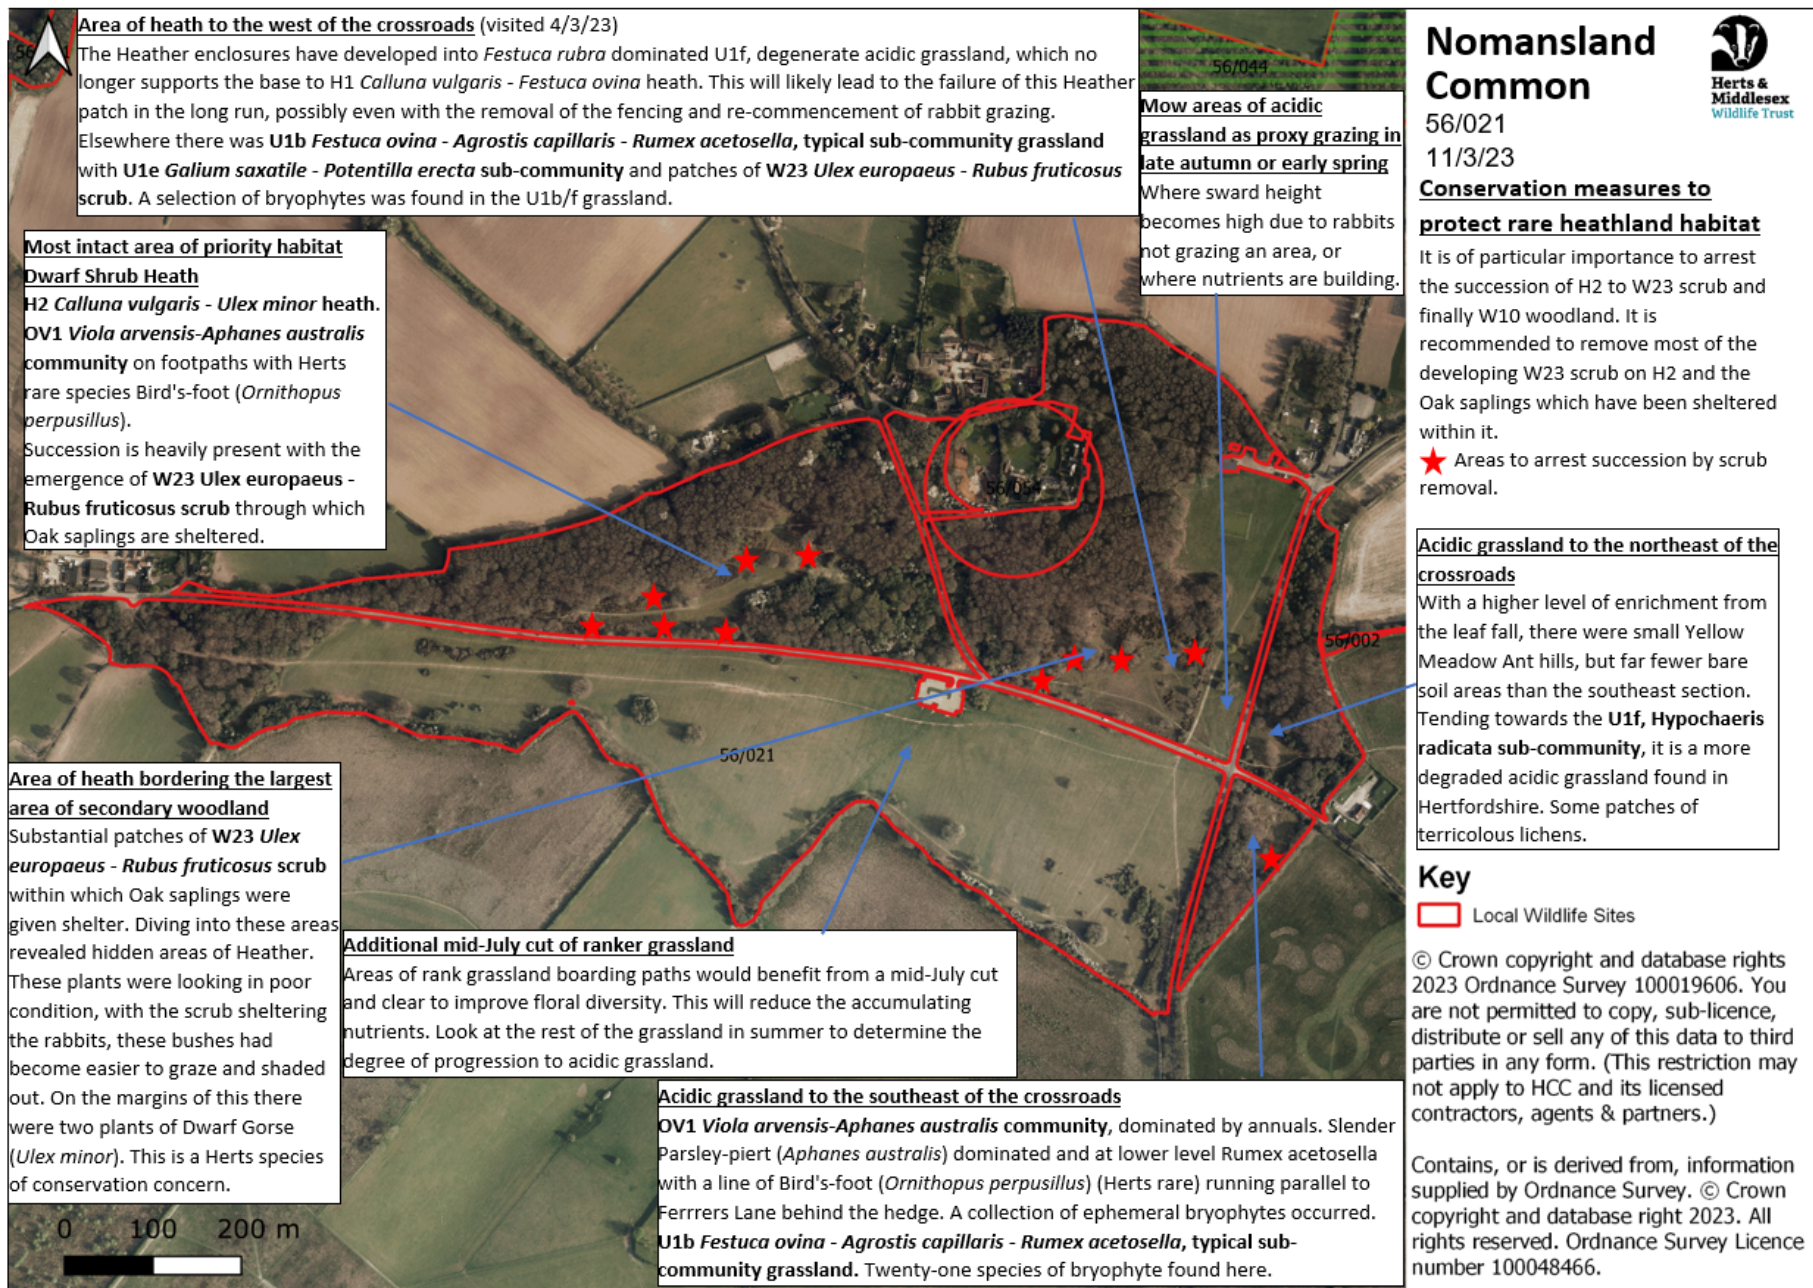 Area of heath to the west of the crossroads (visited 4/3/23)
The Heather enclosures have developed into Festuca rubra dominated U1f, degenerate acidic grassland, which no
longer supports the base to H1 Calluna vulgaris - Festuca ovina heath. This will likely lead to the failure of this Heather
patch in the long run, possibly even with the removal of the fencing and re-commencement of rabbit grazing.
Elsewhere there was U1b Festuca ovina - Agrostis capillaris - Rumex acetosella, typical sub-community grassland
with U1e Galium saxatile - Potentilla erecta sub-community and patches of W23 Ulex europaeus - Rubus fruticosus
scrub. A selection of bryophytes was found in the U1b/f grassland.
56/044
Mow areas of acidic
grassland as proxy grazing in
late autumn or early spring
Where sward height
becomes high due to rabbits
not grazing an area, or
where nutrients are building.
Nomansland
Common
56/021
11/3/23
Herts &
Middlesex
Wildlife Trust
Conservation measures to
protect rare heathland habitat
It is of particular importance to arrest
the succession of H2 to W23 scrub and
finally W10 woodland. It is
recommended to remove most of the
developing W23 scrub on H2 and the
Oak saplings which have been sheltered
within it.
Areas to arrest succession by scrub
removal.
Most intact area of priority habitat
Dwarf Shrub Heath
H2 Calluna vulgaris - Ulex minor heath.
OV1 Viola arvensis-Aphanes australis
community on footpaths with Herts
rare species Bird's-foot (Ornithopus
perpusillus).
Succession is heavily present with the
emergence of W23 Ulex europaeus -
Rubus fruticosus scrub through which
Oak saplings are sheltered.
56/054
56/002
56/021
Acidic grassland to the northeast of the
crossroads
With a higher level of enrichment from
the leaf fall, there were small Yellow
Meadow Ant hills, but far fewer bare
soil areas than the southeast section.
Tending towards the U1f, Hypochaeris
radicata sub-community, it is a more
degraded acidic grassland found in
Hertfordshire. Some patches of
terricolous lichens.
Area of heath bordering the largest
area of secondary woodland
Substantial patches of W23 Ulex
europaeus - Rubus fruticosus scrub
within which Oak saplings were
given shelter. Diving into these areas
revealed hidden areas of Heather.
These plants were looking in poor
condition, with the scrub sheltering
the rabbits, these bushes had
become easier to graze and shaded
out. On the margins of this there
were two plants of Dwarf Gorse
(Ulex minor). This is a Herts species
of conservation concern.
Additional mid-July cut of ranker grassland
Areas of rank grassland boarding paths would benefit from a mid-July cut
and clear to improve floral diversity. This will reduce the accumulating
nutrients. Look at the rest of the grassland in summer to determine the
degree of progression to acidic grassland.
Acidic grassland to the southeast of the crossroads
OV1 Viola arvensis-Aphanes australis community, dominated by annuals. Slender
Parsley-piert (Aphanes australis) dominated and at lower level Rumex acetosella
with a line of Bird's-foot (Ornithopus perpusillus) (Herts rare) running parallel to
Ferrrers Lane behind the hedge. A collection of ephemeral bryophytes occurred.
U1b Festuca ovina - Agrostis capillaris - Rumex acetosella, typical sub-
community grassland. Twenty-one species of bryophyte found here.
0 100 200 m
Key
Local Wildlife Sites
© Crown copyright and database rights
2023 Ordnance Survey 100019606. You
are not permitted to copy, sub-licence,
distribute or sell any of this data to third
parties in any form. (This restriction may
not apply to HCC and its licensed
contractors, agents & partners.)
Contains, or is derived from, information
supplied by Ordnance Survey. © Crown
copyright and database right 2023. All
rights reserved. Ordnance Survey Licence
number 100048466.